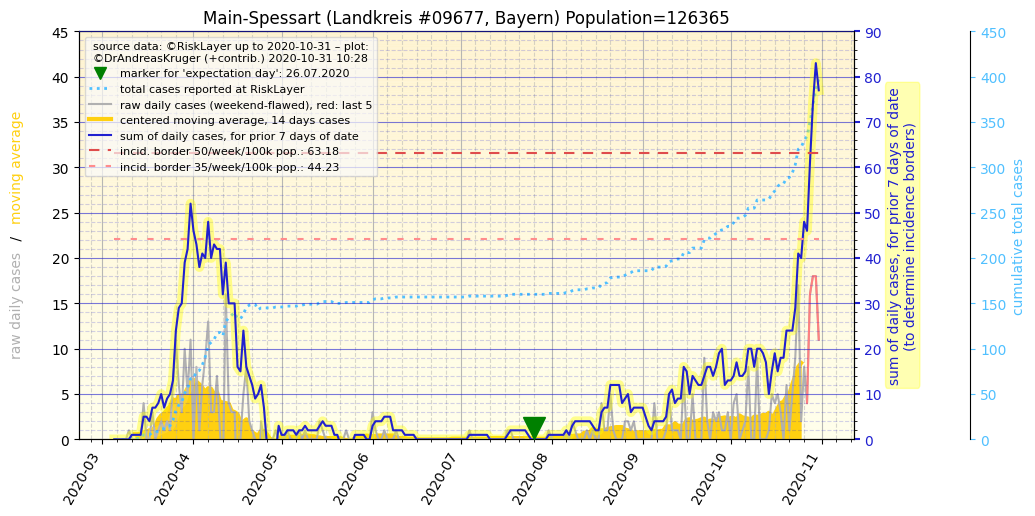 Main-Spessart (Landkreis #09677, Bayern) Population=126365
source data: ©RiskLayer up to 2020-10-31 – plot:
©DrAndreasKruger (+contrib.) 2020-10-31 10:28
marker for 'expectation day': 26.07.2020
total cases reported at RiskLayer
raw daily cases (weekend-flawed), red: last 5
centered moving average, 14 days cases
sum of daily cases, for prior 7 days of date
incid. border 50/week/100k pop.: 63.18
incid. border 35/week/100k pop.: 44.23
raw daily cases / moving average
45
40
35
30
25
20
15
10
5
0
90
80
70
60
50
40
30
20
10
0
sum of daily cases, for prior 7 days of date
(to determine incidence borders)
450
400
350
300
250
200
150
100
50
0
cumulative total cases
2020-03
2020-04
2020-05
2020-06
2020-07
2020-08
2020-09
2020-10
2020-11